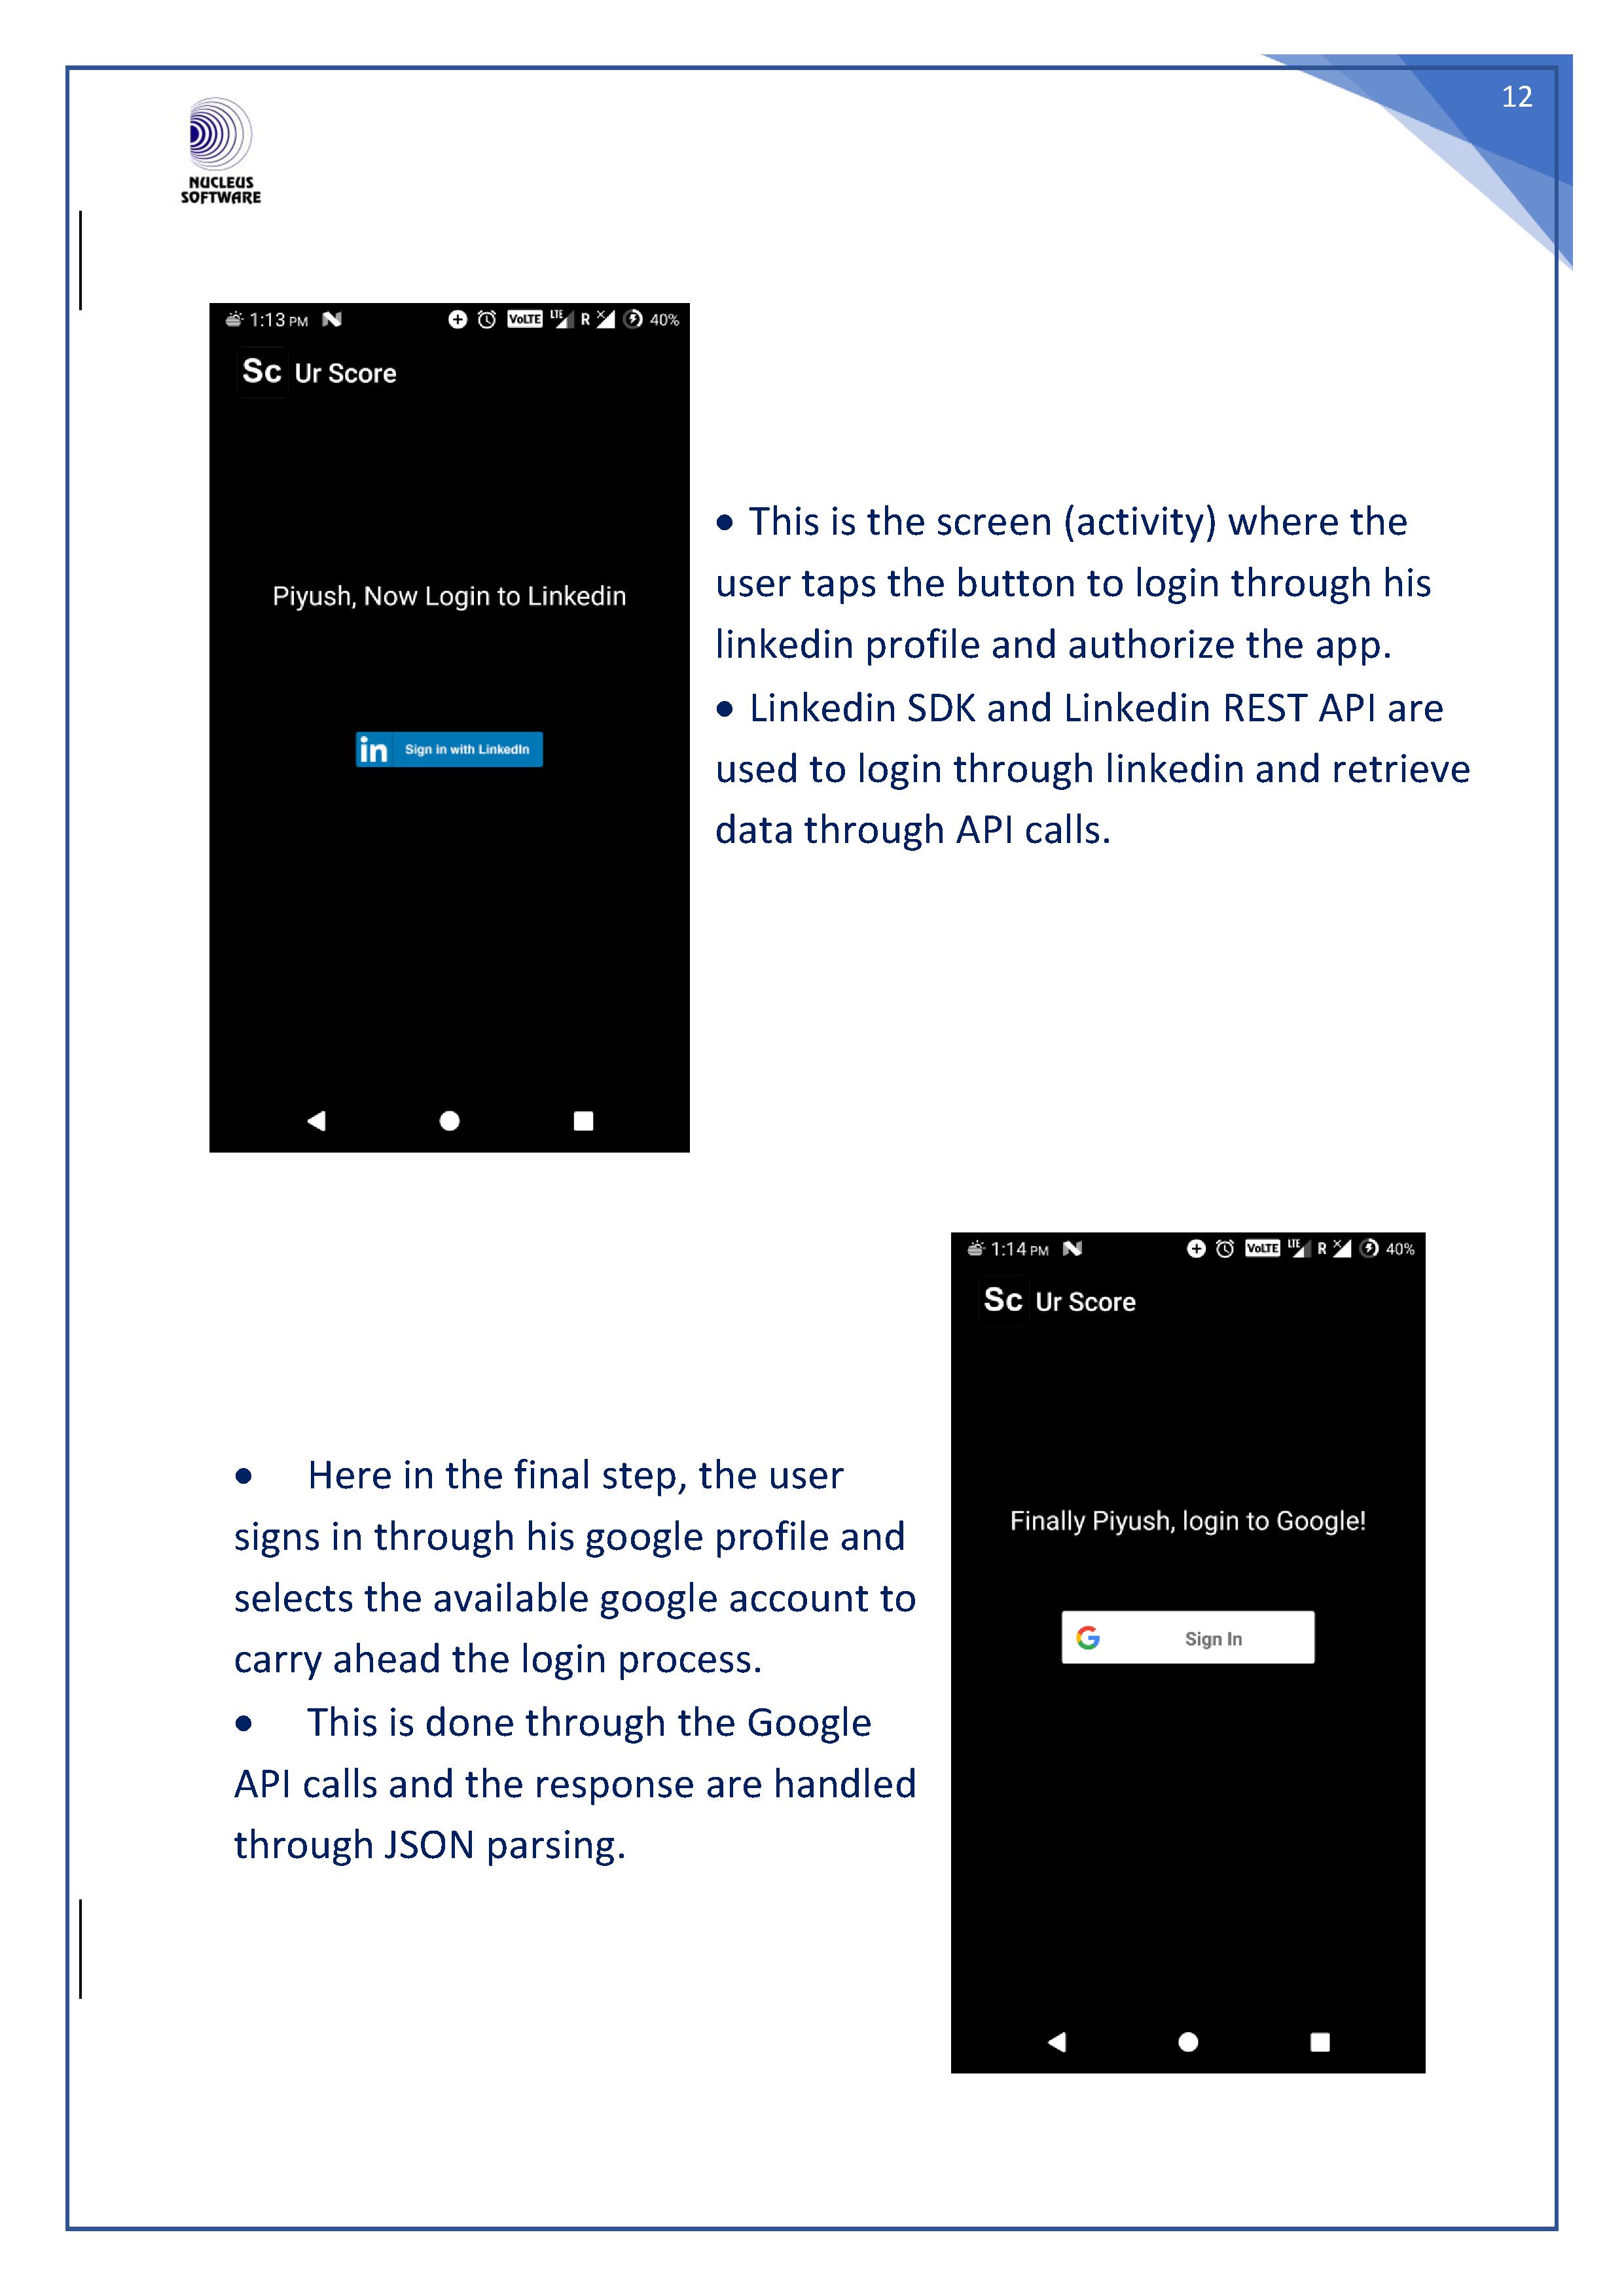 12
NUCLEUS
SOFTWARE
1:13 PM VoLTE LTE R 40%
Sc Ur Score
Piyush, Now Login to Linkedin
in Sign in with LinkedIn
• This is the screen (activity) where the
user taps the button to login through his
linkedin profile and authorize the app.
• Linkedin SDK and Linkedin REST API are
used to login through linkedin and retrieve
data through API calls.
1:14 PM VoLTE LTE R 40%
Sc Ur Score
Finally Piyush, login to Google!
G Sign In
• Here in the final step, the user
signs in through his google profile and
selects the available google account to
carry ahead the login process.
• This is done through the Google
API calls and the response are handled
through JSON parsing.